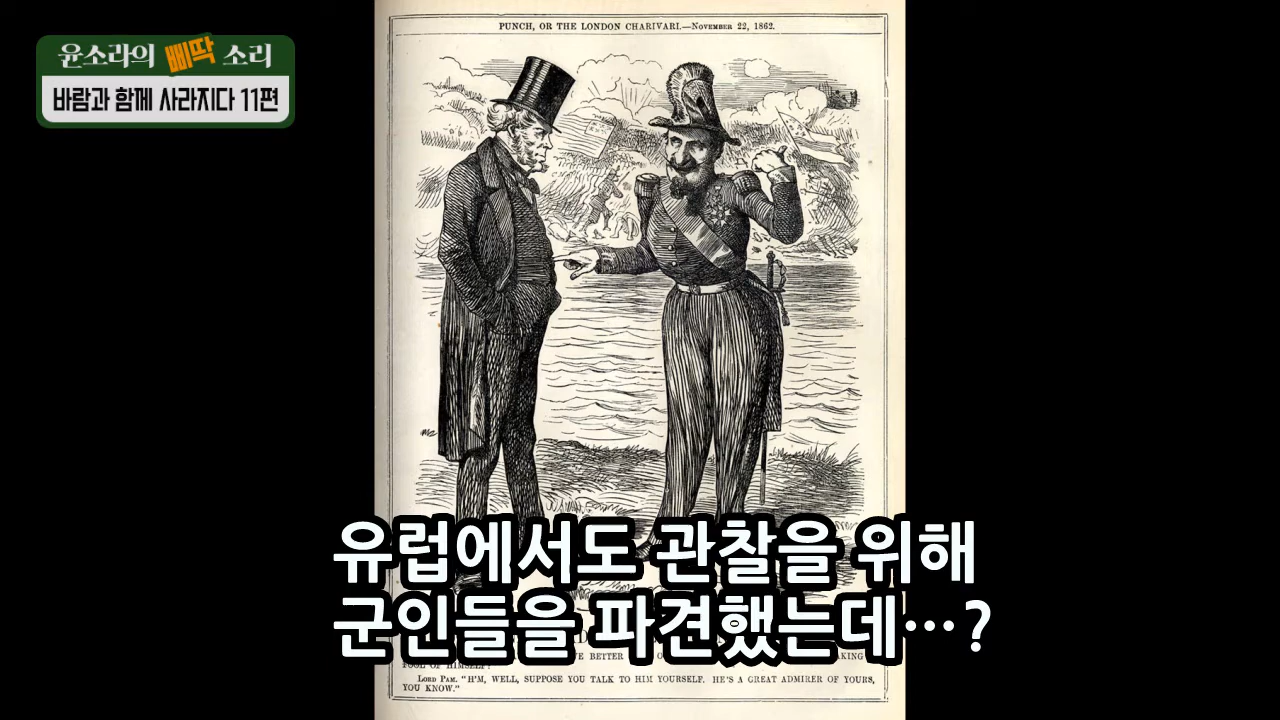 PUNCH, OR THE LONDON CHARIVARI.—NOVEMBER 22, 1862.
윤소라의 삐딱 소리
바람과 함께 사라지다 11편
유럽에서도 관찰을 위해
군인들을 파견했는데…?
VE BETTER
AKING
FOOL OF HIMSELF?
LORD PAM. "H'M, WELL, SUPPOSE YOU TALK TO HIM YOURSELF. HE'S A GREAT ADMIRER OF YOURS,
YOU KNOW."